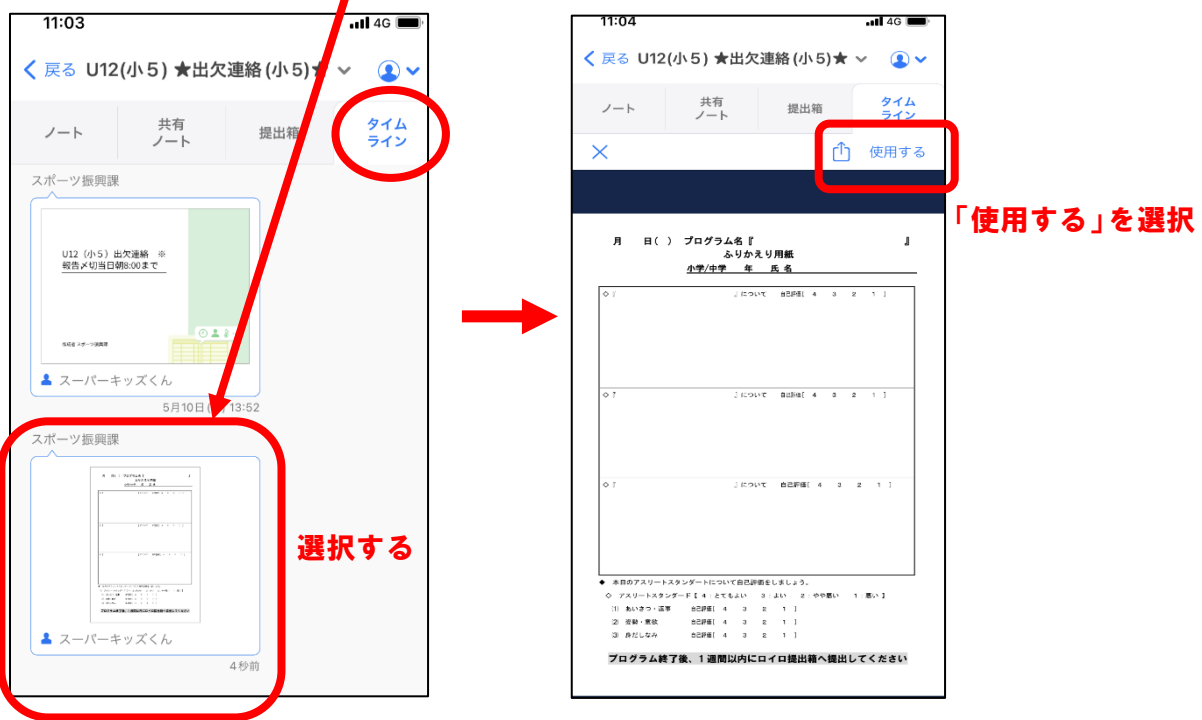 11:03
4G
戻る U12(小5) ★出欠連絡(小5)★
ノート
共有
ノート
提出箱
タイム
ライン
スポーツ振興課
U12（小5）出欠連絡 ※
報告〆切当日朝8:00まで
スーパーキッズくん
5月10日(
13:52
スポーツ振興課
選択する
スーパーキッズくん
4秒前
11:04
4G
戻る U12(小5) ★出欠連絡(小5)★
ノート
共有
ノート
提出箱
タイム
ライン
使用する
「使用する」を選択
月 日( ) プログラム名『 』
ふりかえり用紙
小学/中学 年 氏名
◇『 』について 自己評価[ 4 3 2 1 ]
◇『 』について 自己評価[ 4 3 2 1 ]
◇『 』について 自己評価[ 4 3 2 1 ]
◆ 本日のアスリートスタンダートについて自己評価をしましょう。
◇ アスリートスタンダード【 4：とてもよい 3：よい 2：やや悪い 1：悪い 】
(1) あいさつ・返事 自己評価[ 4 3 2 1 ]
(2) 姿勢・意欲 自己評価[ 4 3 2 1 ]
(3) 身だしなみ 自己評価[ 4 3 2 1 ]
プログラム終了後、1週間以内にロイロ提出箱へ提出してください